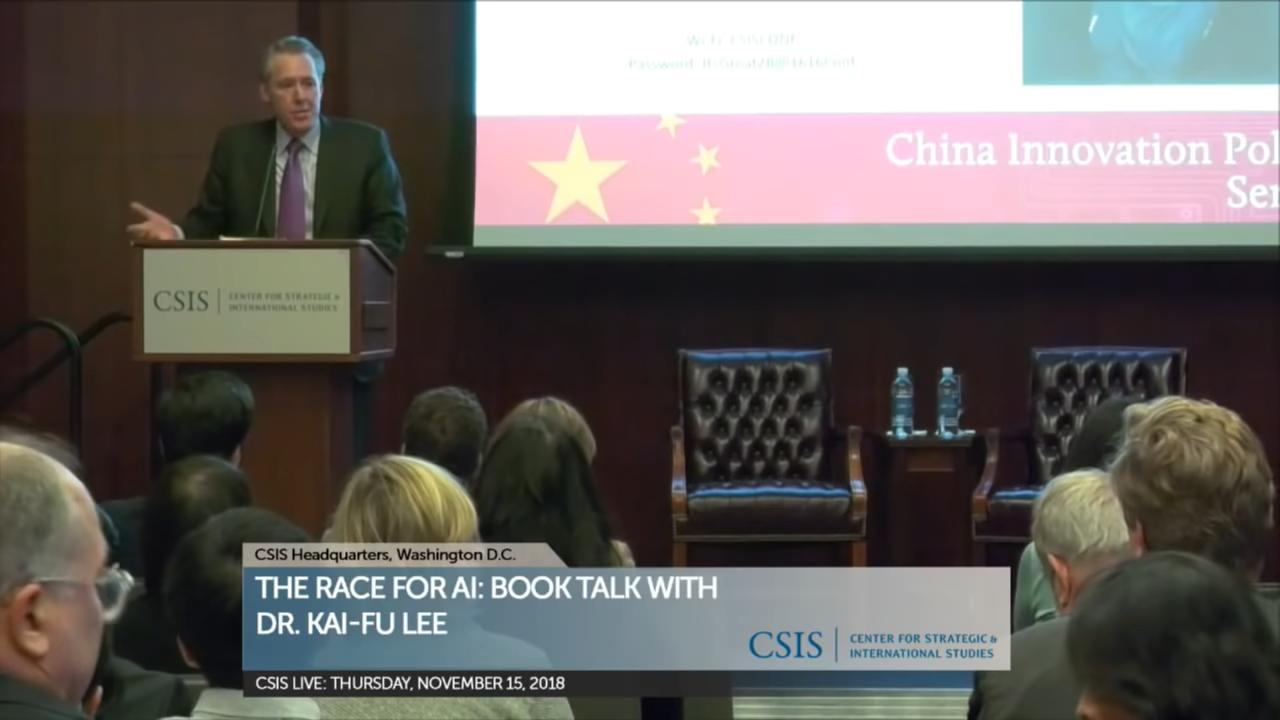 China Innovation Pol
Ser
CSIS
CENTER FOR STRATEGIC &
INTERNATIONAL STUDIES
CSIS Headquarters, Washington D.C.
THE RACE FOR AI: BOOK TALK WITH
DR. KAI-FU LEE
CSIS
CENTER FOR STRATEGIC &
INTERNATIONAL STUDIES
CSIS LIVE: THURSDAY, NOVEMBER 15, 2018